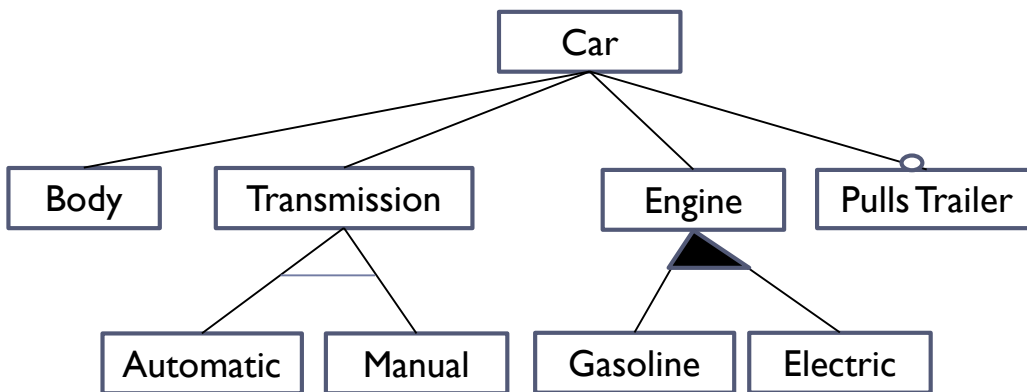 Car
Body
Transmission
Engine
Pulls Trailer
Automatic
Manual
Gasoline
Electric